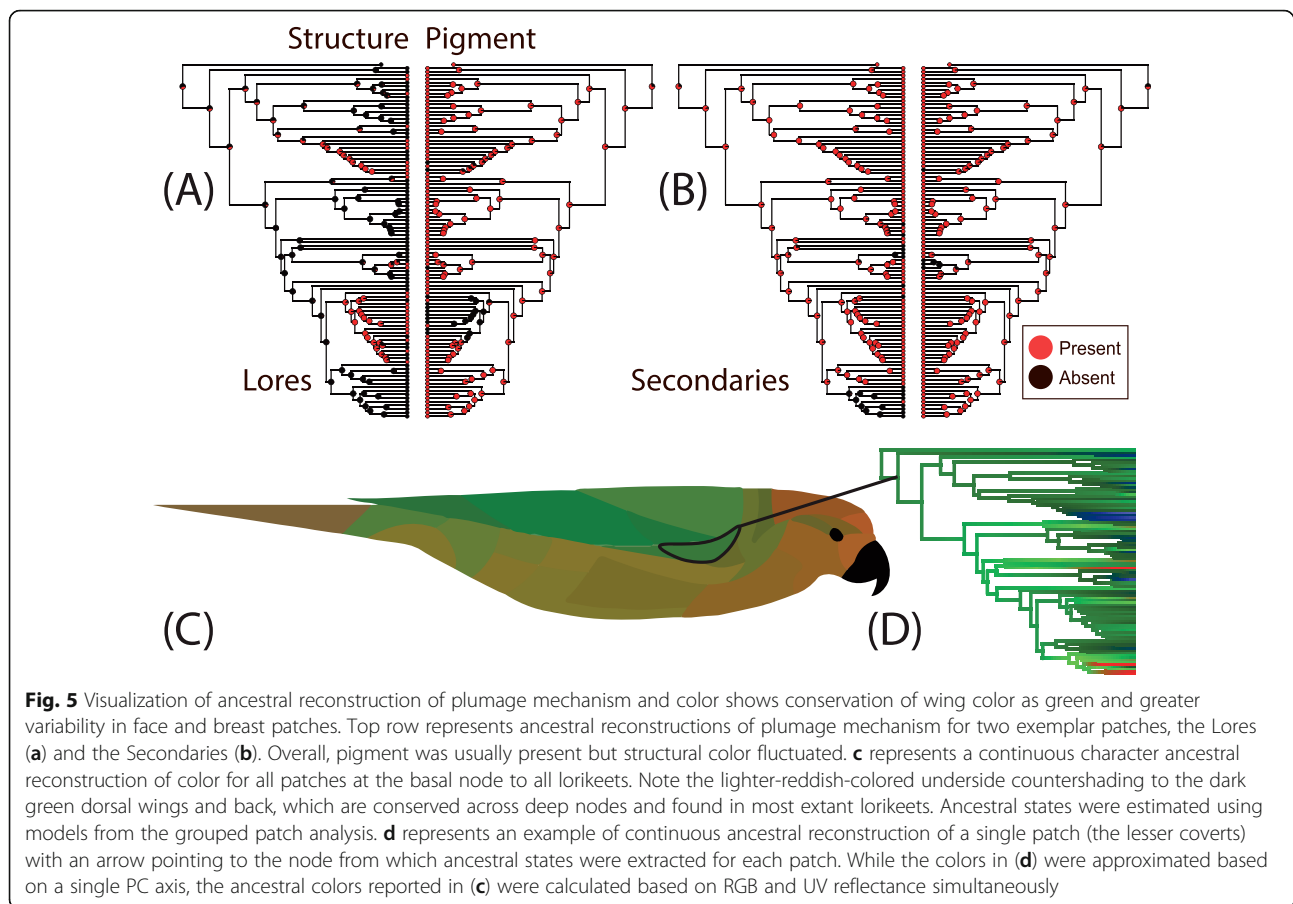 Structure Pigment
(A)
(B)
Lores
Secondaries
Present
Absent
(C)
(D)
Fig. 5 Visualization of ancestral reconstruction of plumage mechanism and color shows conservation of wing color as green and greater
variability in face and breast patches. Top row represents ancestral reconstructions of plumage mechanism for two exemplar patches, the Lores
(a) and the Secondaries (b). Overall, pigment was usually present but structural color fluctuated. c represents a continuous character ancestral
reconstruction of color for all patches at the basal node to all lorikeets. Note the lighter-reddish-colored underside countershading to the dark
green dorsal wings and back, which are conserved across deep nodes and found in most extant lorikeets. Ancestral states were estimated using
models from the grouped patch analysis. d represents an example of continuous ancestral reconstruction of a single patch (the lesser coverts)
with an arrow pointing to the node from which ancestral states were extracted for each patch. While the colors in (d) were approximated based
on a single PC axis, the ancestral colors reported in (c) were calculated based on RGB and UV reflectance simultaneously